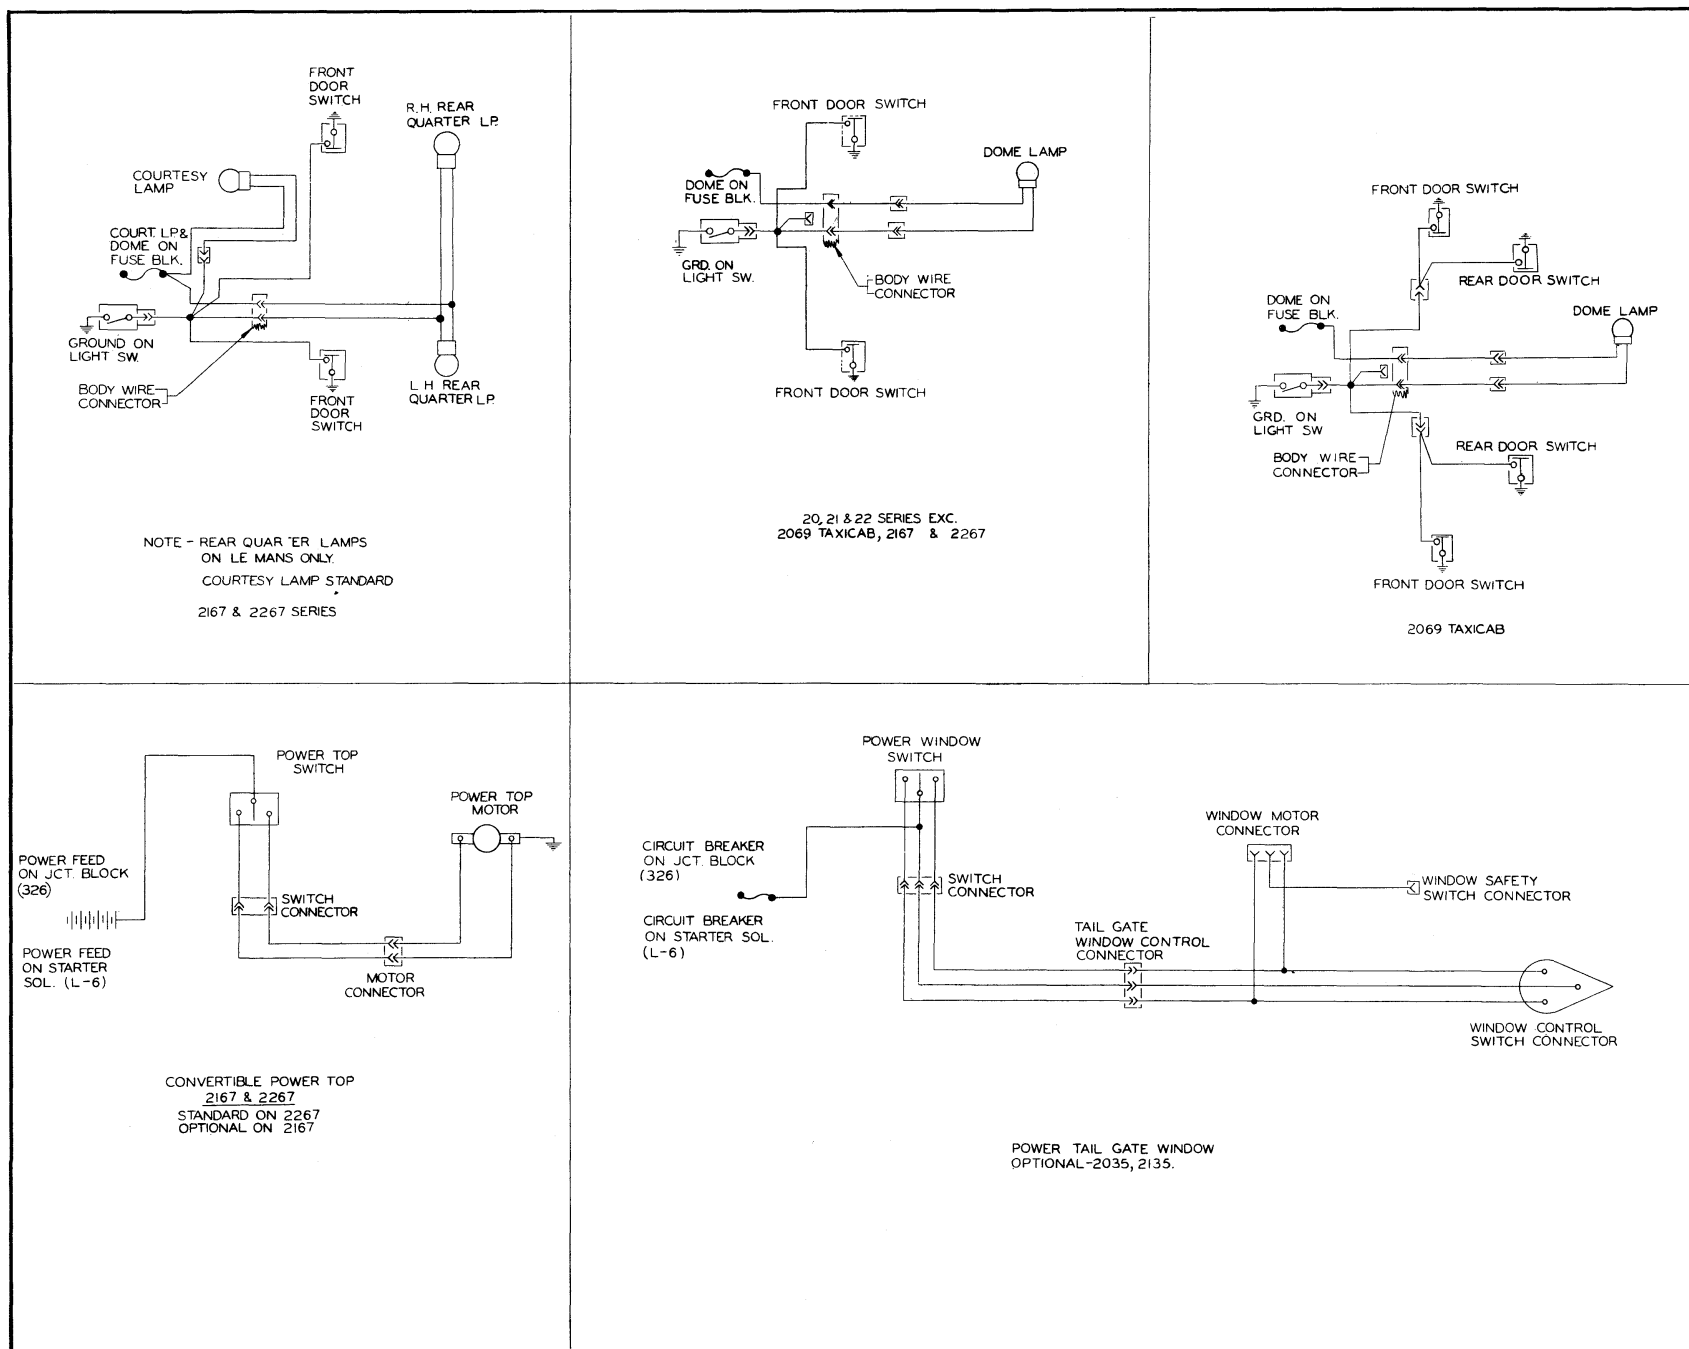 FRONT
DOOR
SWITCH
R.H. REAR
QUARTER LP.
COURTESY
LAMP
COURT. LP.&
DOME ON
FUSE BLK.
GROUND ON
LIGHT SW.
BODY WIRE
CONNECTOR
FRONT
DOOR
SWITCH
L H REAR
QUARTER LP.
NOTE - REAR QUAR ER LAMPS
ON LE MANS ONLY.
COURTESY LAMP STANDARD
2167 & 2267 SERIES
FRONT DOOR SWITCH
DOME LAMP
DOME ON
FUSE BLK.
GRD. ON
LIGHT SW.
BODY WIRE
CONNECTOR
FRONT DOOR SWITCH
20, 21 & 22 SERIES EXC.
2069 TAXICAB, 2167 & 2267
FRONT DOOR SWITCH
REAR DOOR SWITCH
DOME ON
FUSE BLK.
DOME LAMP
GRD. ON
LIGHT SW
BODY WIRE
CONNECTOR
REAR DOOR SWITCH
FRONT DOOR SWITCH
2069 TAXICAB
POWER TOP
SWITCH
POWER TOP
MOTOR
POWER FEED
ON JCT. BLOCK
(326)
SWITCH
CONNECTOR
POWER FEED
ON STARTER
SOL. (L-6)
MOTOR
CONNECTOR
CONVERTIBLE POWER TOP
2167 & 2267
STANDARD ON 2267
OPTIONAL ON 2167
POWER WINDOW
SWITCH
WINDOW MOTOR
CONNECTOR
CIRCUIT BREAKER
ON JCT. BLOCK
(326)
SWITCH
CONNECTOR
WINDOW SAFETY
SWITCH CONNECTOR
CIRCUIT BREAKER
ON STARTER SOL.
(L-6)
TAIL GATE
WINDOW CONTROL
CONNECTOR
WINDOW CONTROL
SWITCH CONNECTOR
POWER TAIL GATE WINDOW
OPTIONAL-2035, 2135.